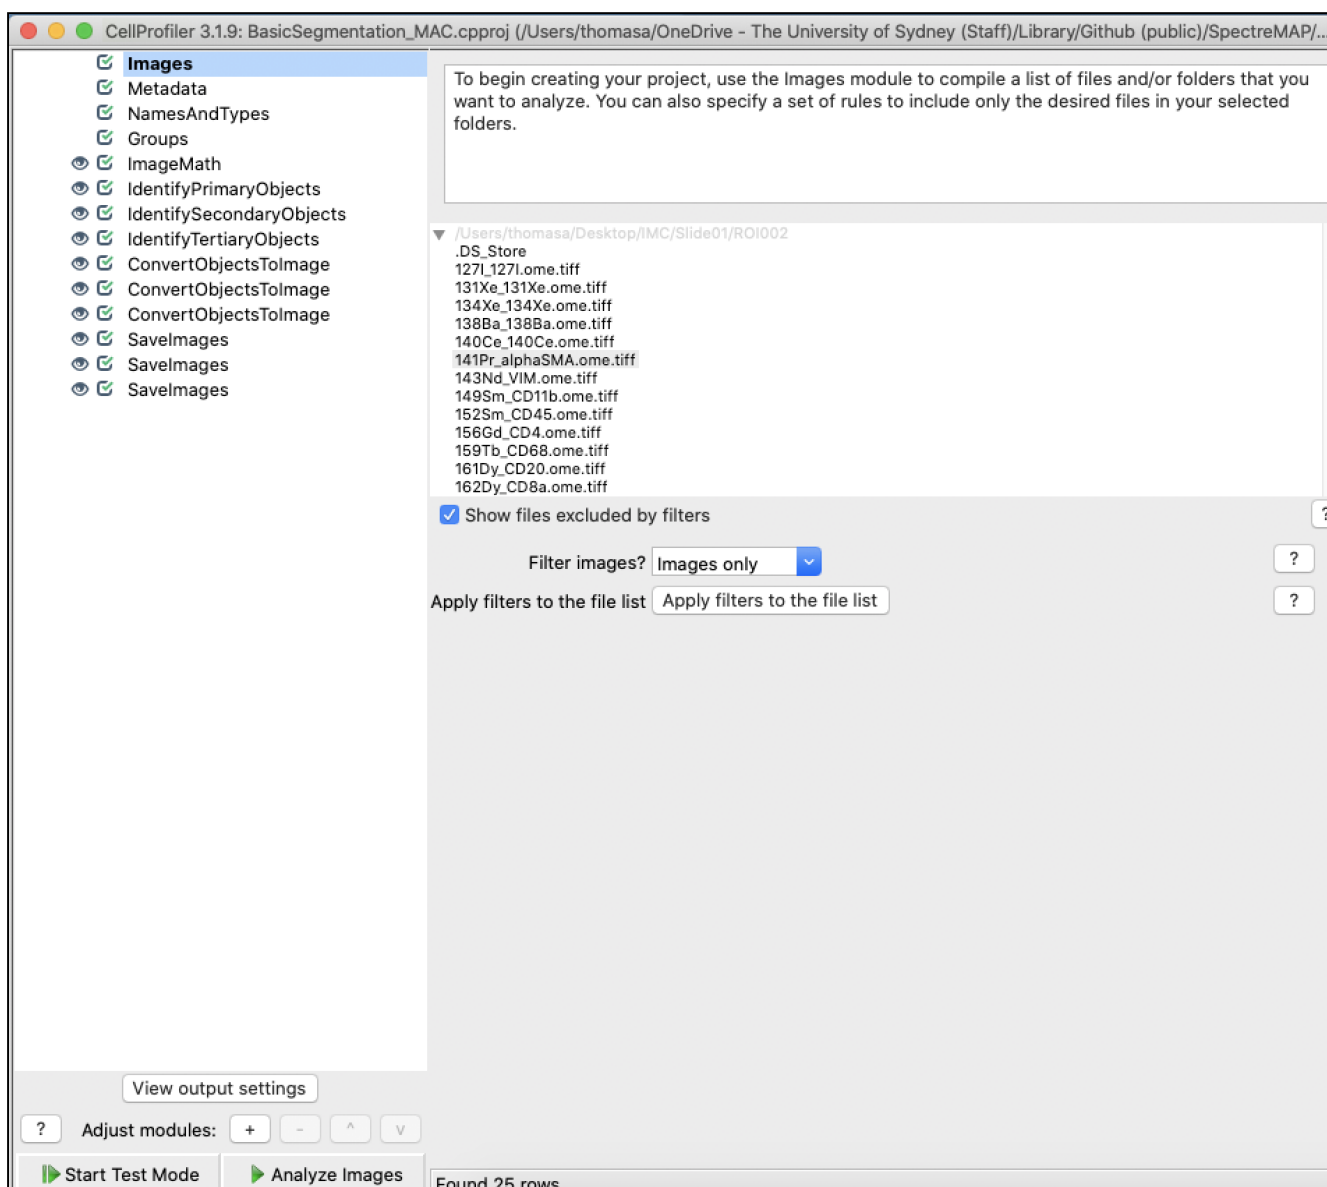 CellProfiler 3.1.9: BasicSegmentation_MAC.cpproj (/Users/thomasa/OneDrive - The University of Sydney (Staff)/Library/Github (public)/SpectreMAP/...
Images
Metadata
NamesAndTypes
Groups
ImageMath
IdentifyPrimaryObjects
IdentifySecondaryObjects
IdentifyTertiaryObjects
ConvertObjectsToImage
ConvertObjectsToImage
ConvertObjectsToImage
SaveImages
SaveImages
SaveImages
View output settings
? Adjust modules: + - ^ v
Start Test Mode Analyze Images
To begin creating your project, use the Images module to compile a list of files and/or folders that you
want to analyze. You can also specify a set of rules to include only the desired files in your selected
folders.
/Users/thomasa/Desktop/IMC/Slide01/ROI002
.DS_Store
127I_127I.ome.tiff
131Xe_131Xe.ome.tiff
134Xe_134Xe.ome.tiff
138Ba_138Ba.ome.tiff
140Ce_140Ce.ome.tiff
141Pr_alphaSMA.ome.tiff
143Nd_VIM.ome.tiff
149Sm_CD11b.ome.tiff
152Sm_CD45.ome.tiff
156Gd_CD4.ome.tiff
159Tb_CD68.ome.tiff
161Dy_CD20.ome.tiff
162Dy_CD8a.ome.tiff
Show files excluded by filters ?
Filter images? Images only ?
Apply filters to the file list Apply filters to the file list ?
Found 25 rows